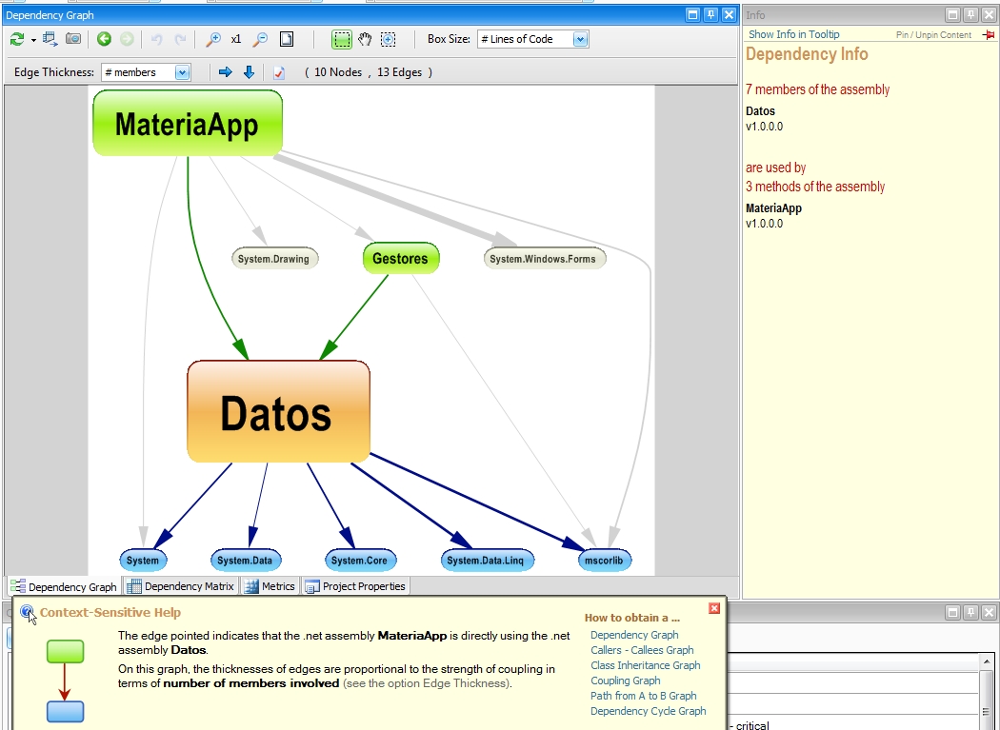 Dependency Graph
x1
Box Size:
# Lines of Code
Edge Thickness:
# members
( 10 Nodes , 13 Edges )
MateriaApp
System.Drawing
Gestores
System.Windows.Forms
Datos
System
System.Data
System.Core
System.Data.Linq
mscorlib
Dependency Graph
Dependency Matrix
Metrics
Project Properties
Info
Show Info in Tooltip
Pin / Unpin Content
Dependency Info
7 members of the assembly
Datos
v1.0.0.0
are used by
3 methods of the assembly
MateriaApp
v1.0.0.0
Context-Sensitive Help
The edge pointed indicates that the .net assembly MateriaApp is directly using the .net
assembly Datos.
On this graph, the thicknesses of edges are proportional to the strength of coupling in
terms of number of members involved (see the option Edge Thickness).
How to obtain a ...
Dependency Graph
Callers - Callees Graph
Class Inheritance Graph
Coupling Graph
Path from A to B Graph
Dependency Cycle Graph
- critical